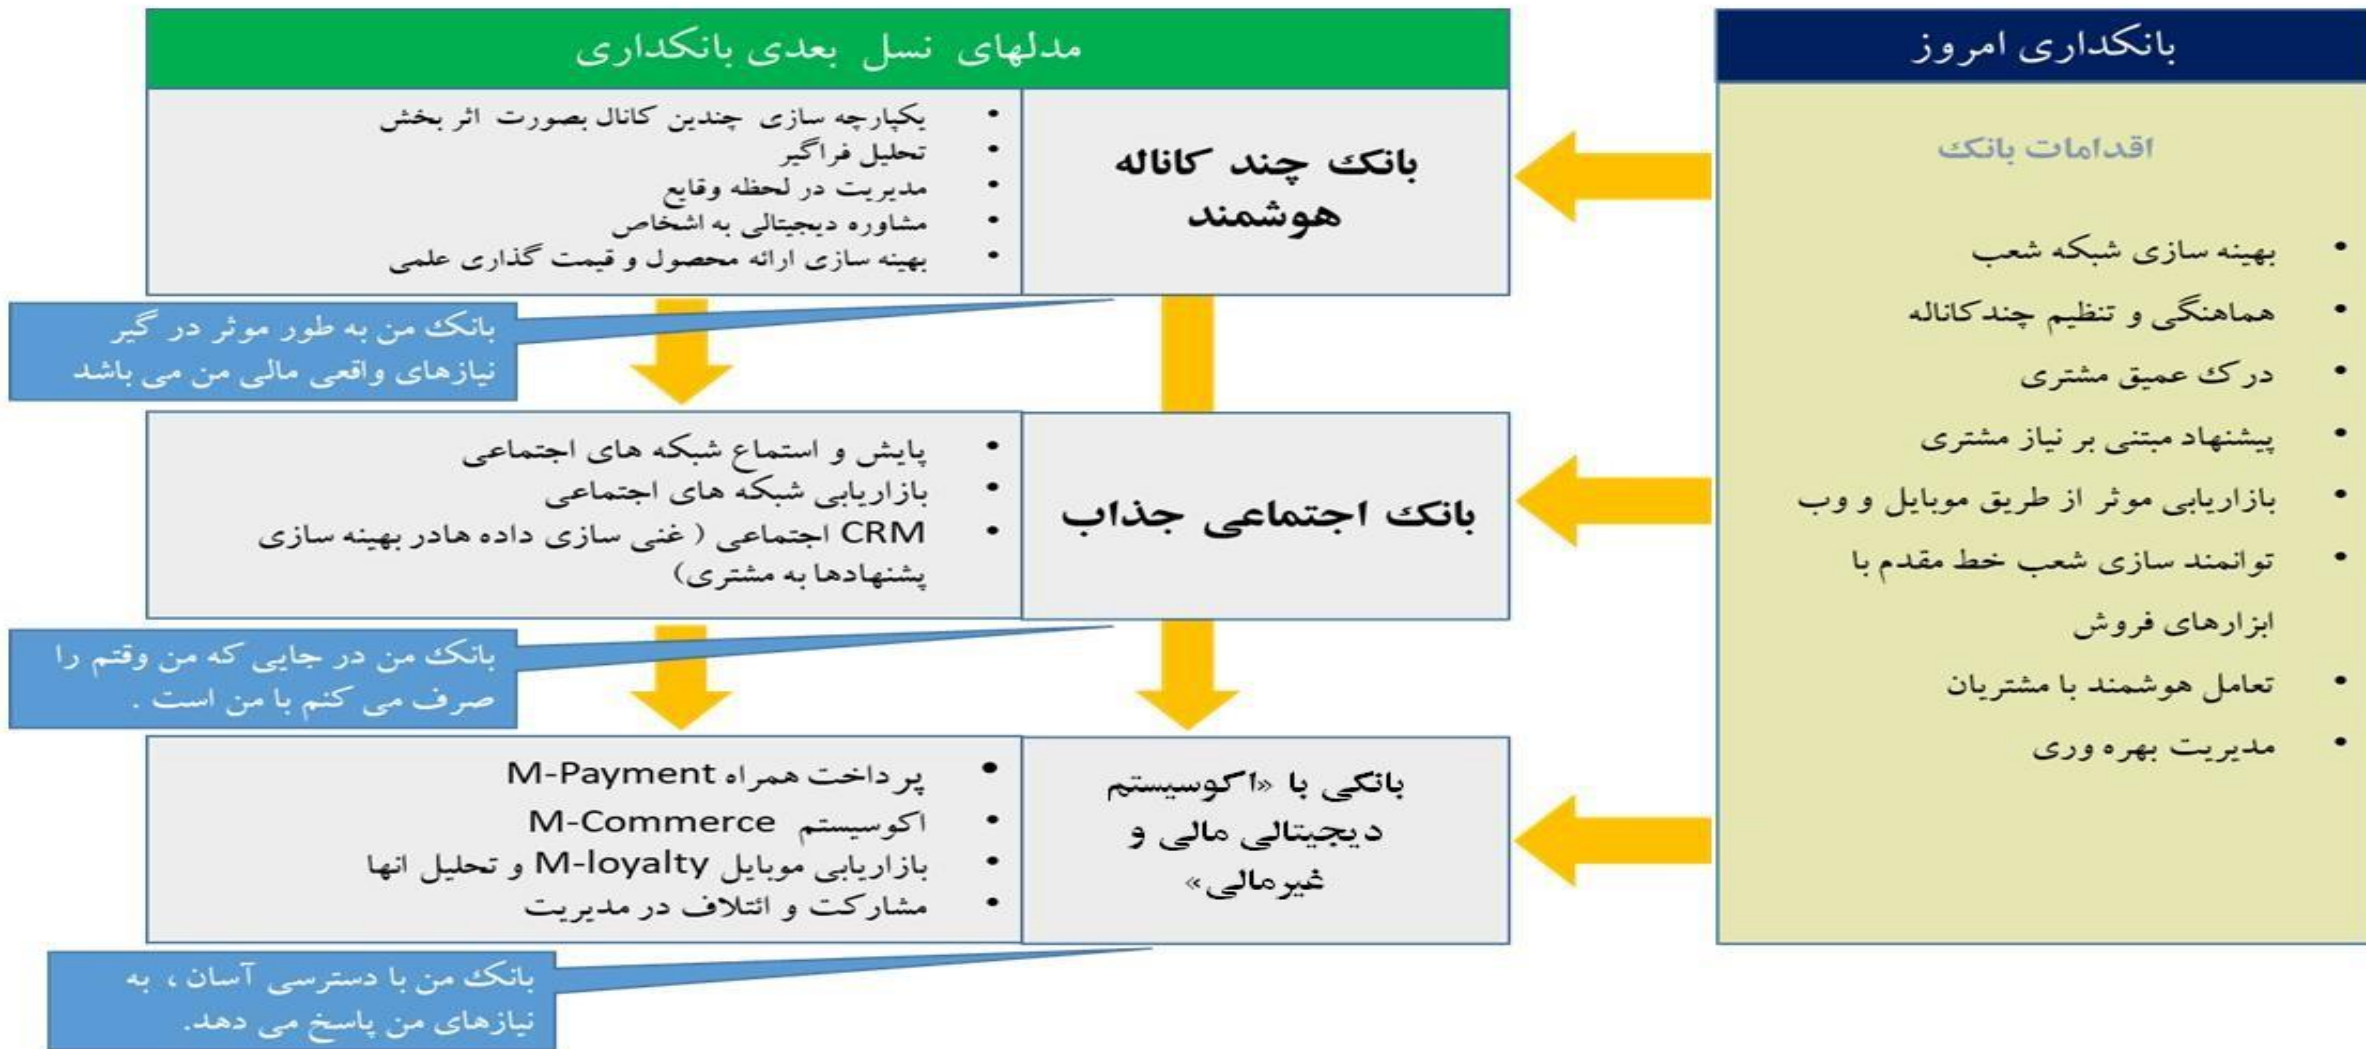 بانکداری امروز
اقدامات بانک
• بهینه سازی شبکه شعب
• هماهنگی و تنظیم چندکاناله
• درک عمیق مشتری
• پیشنهاد مبتنی بر نیاز مشتری
• بازاریابی موثر از طریق موبایل و وب
• توانمند سازی شعب خط مقدم با
ابزارهای فروش
• تعامل هوشمند با مشتریان
• مدیریت بهره وری
مدلهای نسل بعدی بانکداری
بانک چند کاناله
هوشمند
• یکپارچه سازی چندین کانال بصورت اثر بخش
• تحلیل فراگیر
• مدیریت در لحظه وقایع
• مشاوره دیجیتالی به اشخاص
• بهینه سازی ارائه محصول و قیمت گذاری علمی
بانک من به طور موثر در گیر
نیازهای واقعی مالی من می باشد
بانک اجتماعی جذاب
• پایش و استماع شبکه های اجتماعی
• بازاریابی شبکه های اجتماعی
• CRM اجتماعی ( غنی سازی داده هادر بهینه سازی
پشنهادها به مشتری)
بانک من در جایی که من وقتم را
صرف می کنم با من است .
بانکی با «اکوسیستم
دیجیتالی مالی و
غیرمالی»
• پرداخت همراه M-Payment
• اکوسیستم M-Commerce
• بازاریابی موبایل M-loyalty و تحلیل انها
• مشارکت و ائتلاف در مدیریت
بانک من با دسترسی آسان ، به
نیازهای من پاسخ می دهد.